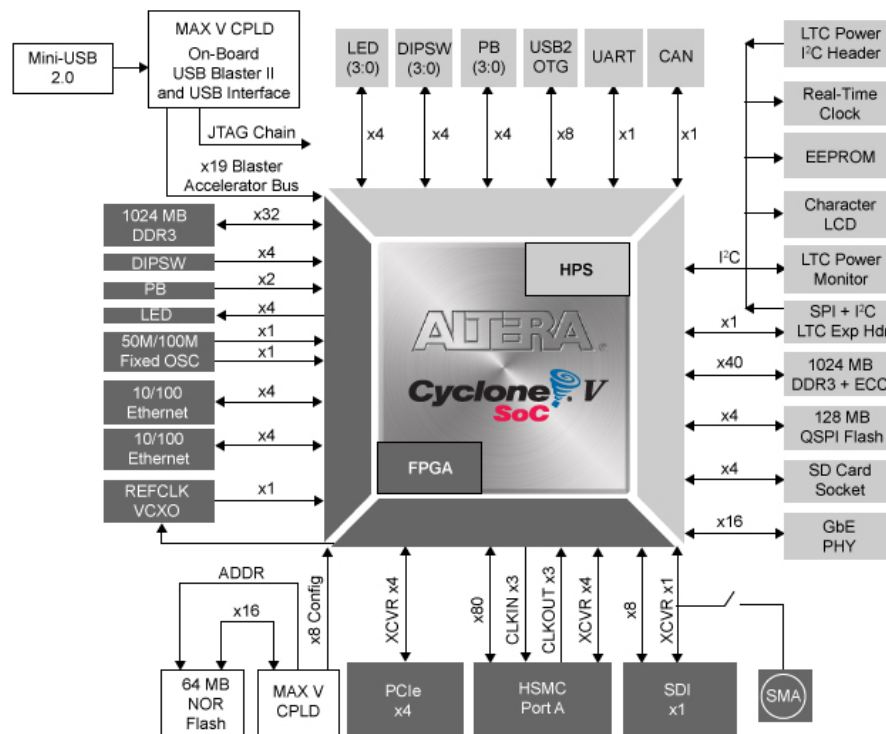 MAX V CPLD
On-Board
USB Blaster II
and USB Interface
Mini-USB
2.0
LED
(3:0)
DIPSW
(3:0)
PB
(3:0)
USB2
OTG
UART
CAN
LTC Power
I²C Header
Real-Time
Clock
EEPROM
Character
LCD
LTC Power
Monitor
SPI + I²C
LTC Exp Hdr
1024 MB
DDR3 + ECC
128 MB
QSPI Flash
SD Card
Socket
GbE
PHY
JTAG Chain
x19 Blaster
Accelerator Bus
x4
x4
x4
x8
x1
x1
I²C
x1
x40
x4
x4
x16
1024 MB
DDR3
x32
DIPSW
x4
PB
x2
LED
x4
50M/100M
Fixed OSC
x1
x1
10/100
Ethernet
x4
10/100
Ethernet
x4
REFCLK
VCXO
x1
HPS
ALTERA
®
Cyclone V
SoC
FPGA
ADDR
x16
x8 Config
XCVR x4
x80
CLKIN x3
CLKOUT x3
XCVR x4
x8
XCVR x1
64 MB
NOR
Flash
MAX V
CPLD
PCIe
x4
HSMC
Port A
SDI
x1
SMA